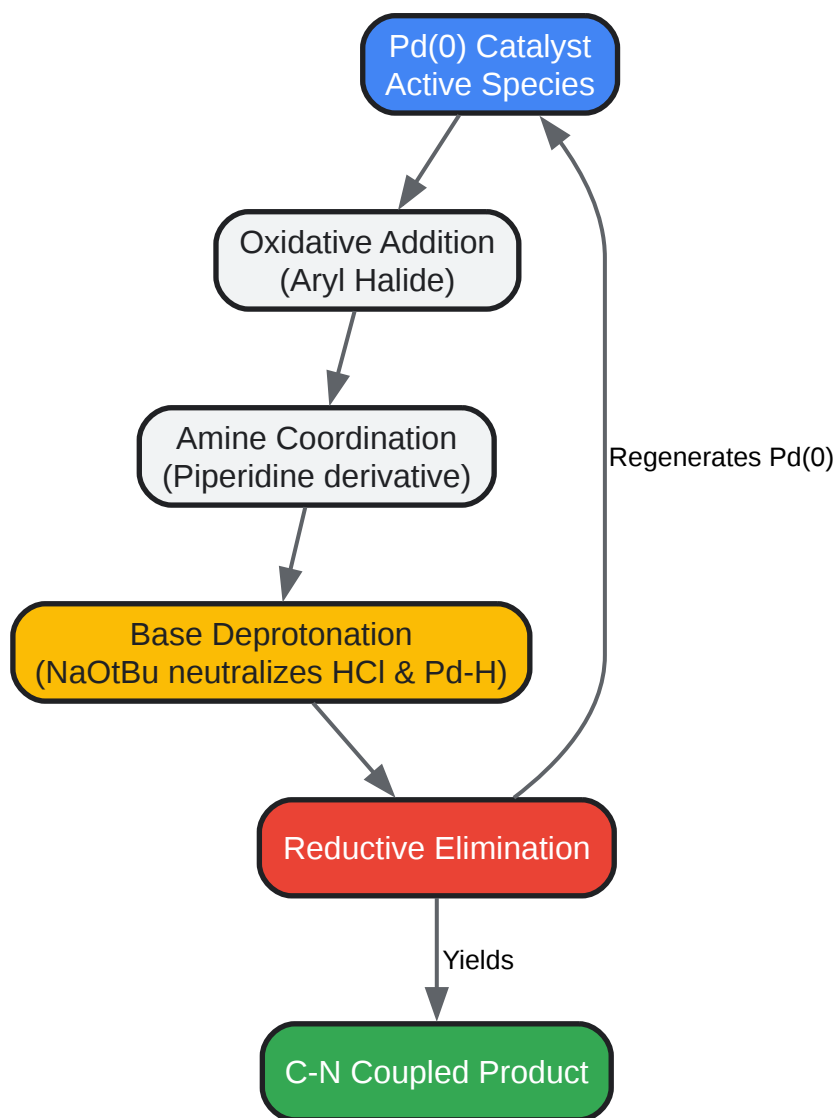 Pd(0) Catalyst
Active Species
Oxidative Addition
(Aryl Halide)
Amine Coordination
(Piperidine derivative)
Regenerates Pd(0)
Base Deprotonation
(NaOtBu neutralizes HCl & Pd-H)
Reductive Elimination
Yields
C-N Coupled Product